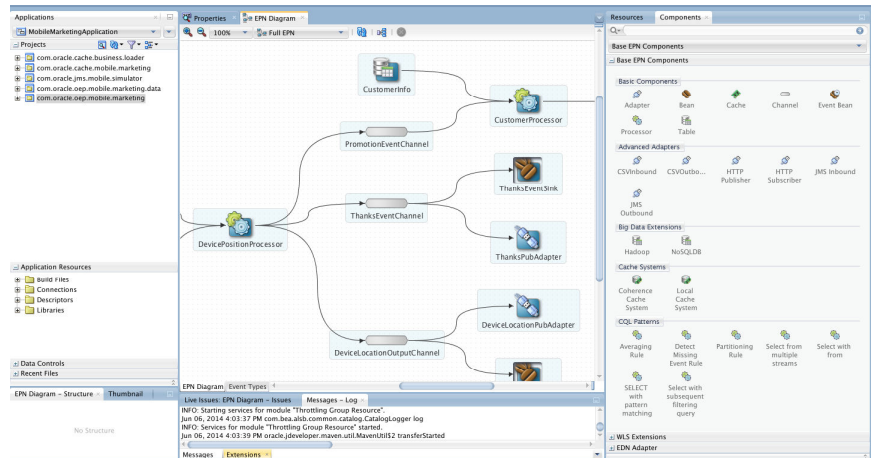 Applications
MobileMarketingApplication
Projects
com.oracle.cache.business.loader
com.oracle.cache.mobile.marketing
com.oracle.jms.mobile.simulator
com.oracle.oep.mobile.marketing.data
com.oracle.oep.mobile.marketing
Application Resources
Build Files
Connections
Descriptors
Libraries
Data Controls
Recent Files
EPN Diagram - Structure
Thumbnail
No Structure
Properties
EPN Diagram
100%
Full EPN
CustomerInfo
CustomerProcessor
PromotionEventChannel
ThanksEventSink
ThanksEventChannel
DevicePositionProcessor
ThanksPubAdapter
DeviceLocationPubAdapter
DeviceLocationOutputChannel
EPN Diagram
Event Types
Live Issues: EPN Diagram - Issues
Messages - Log
INFO: Starting services for module "Throttling Group Resource".
Jun 06, 2014 4:03:37 PM com.bea.alsb.common.catalog.CatalogLogger log
INFO: Services for module "Throttling Group Resource" started.
Jun 06, 2014 4:03:39 PM oracle.jdeveloper.maven.util.MavenUtil$2 transferStarted
Messages
Extensions
Resources
Components
Base EPN Components
Base EPN Components
Basic Components
Adapter
Bean
Cache
Channel
Event Bean
Processor
Table
Advanced Adapters
CSVInbound
CSVOutbo...
HTTP Publisher
HTTP Subscriber
JMS Inbound
JMS Outbound
Big Data Extensions
Hadoop
NoSQLDB
Cache Systems
Coherence Cache System
Local Cache System
CQL Patterns
Averaging Rule
Detect Missing Event Rule
Partitioning Rule
Select from multiple streams
Select with from
SELECT with pattern matching
Select with subsequent filtering query
WLS Extensions
EDN Adapter